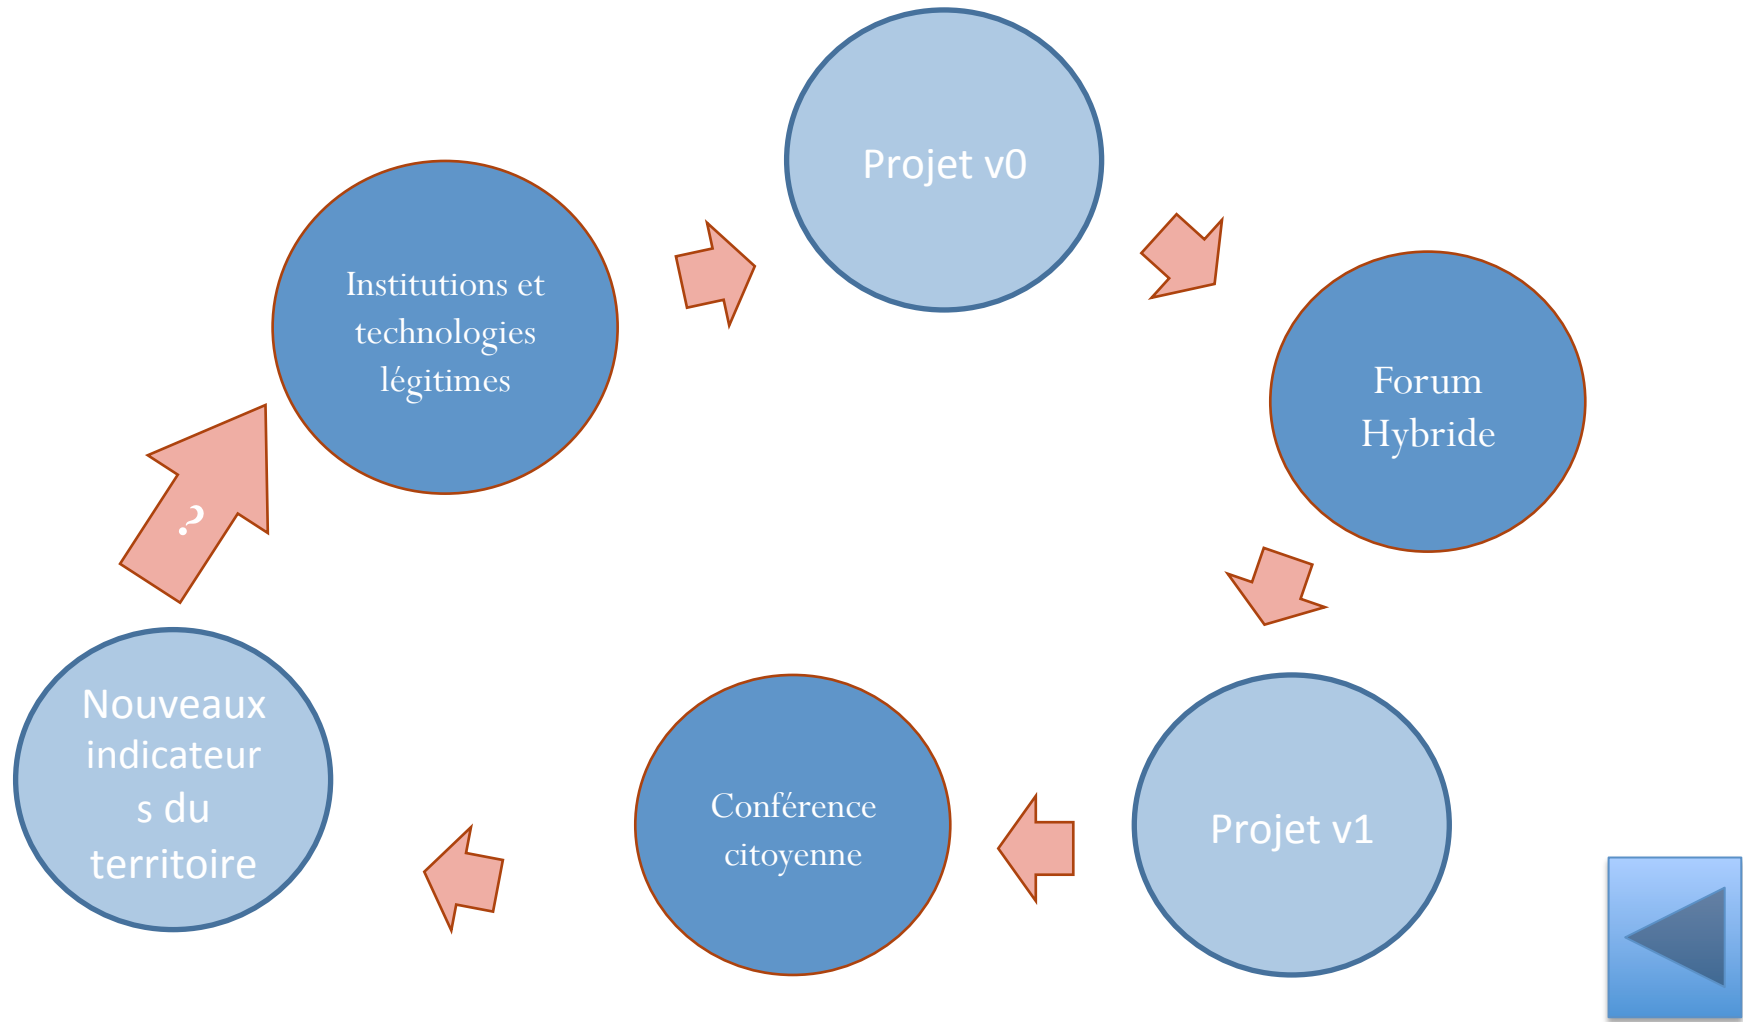 Projet v0
Institutions et
technologies
légitimes
Forum
Hybride
?
Nouveaux
indicateur
s du
territoire
Conférence
citoyenne
Projet v1